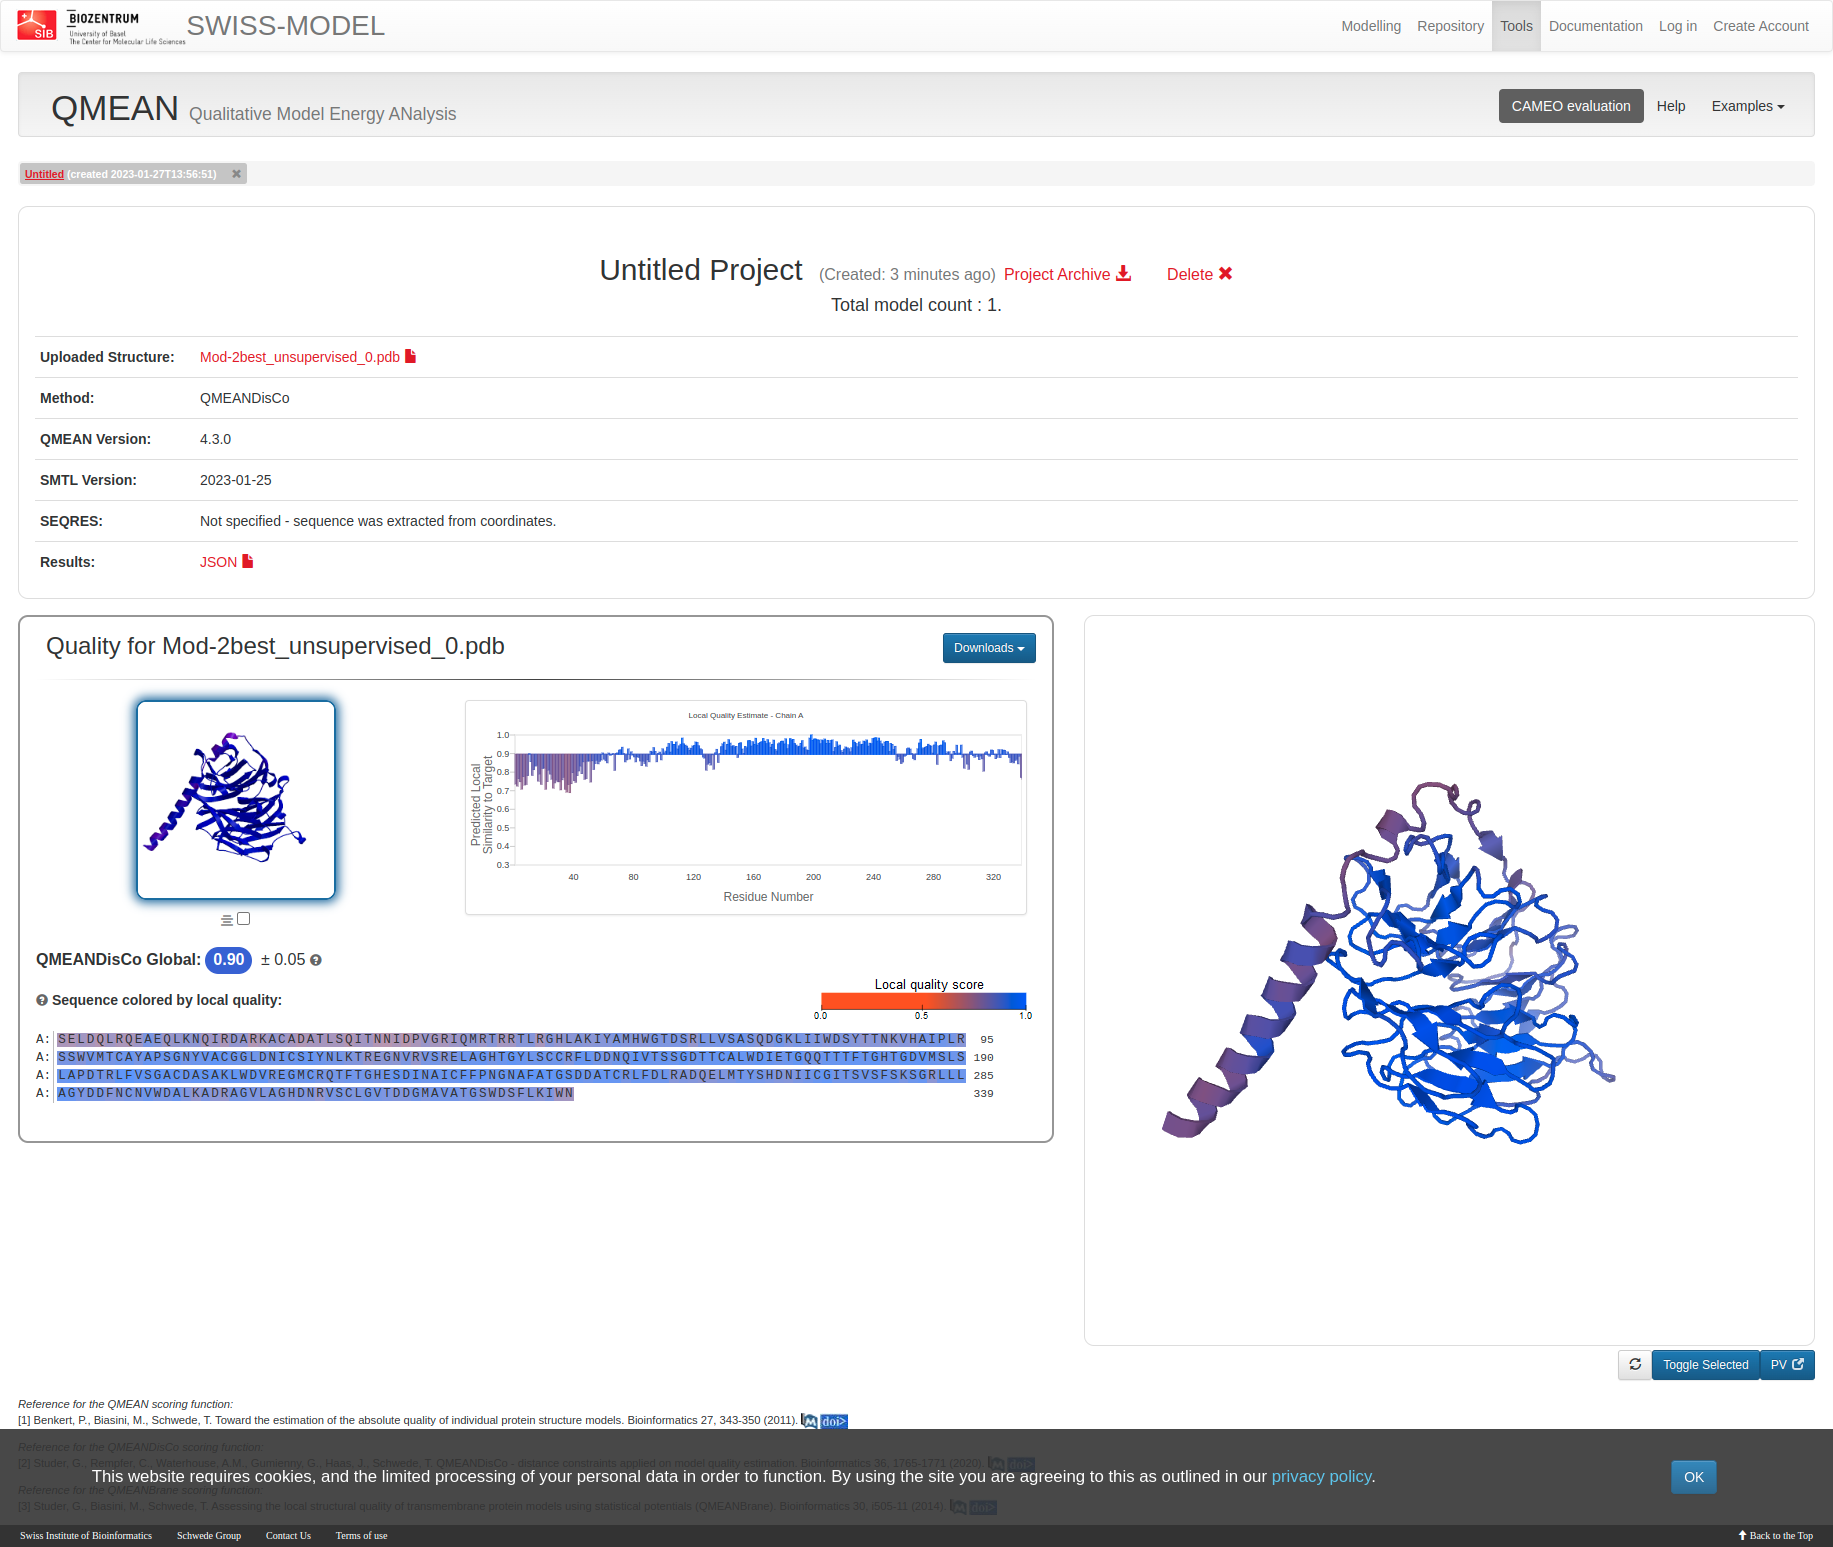 SIB
BIOZENTRUM
University of Basel
The Center for Molecular Life Sciences
SWISS-MODEL
Modelling Repository Tools Documentation Log in Create Account
QMEAN Qualitative Model Energy ANalysis
CAMEO evaluation Help Examples
Untitled (created 2023-01-27T13:56:51)
Untitled Project (Created: 3 minutes ago) Project Archive Delete
Total model count : 1.
Uploaded Structure: Mod-2best_unsupervised_0.pdb
Method: QMEANDisCo
QMEAN Version: 4.3.0
SMTL Version: 2023-01-25
SEQRES: Not specified - sequence was extracted from coordinates.
Results: JSON
Quality for Mod-2best_unsupervised_0.pdb
Downloads
Local Quality Estimate - Chain A
Predicted Local
Similarity to Target
1.0
0.9
0.8
0.7
0.6
0.5
0.4
0.3
40 80 120 160 200 240 280 320
Residue Number
QMEANDisCo Global: 0.90 ± 0.05
Sequence colored by local quality:
Local quality score
0.0 0.5 1.0
A: SELDQLRQEAEQLKNQIRDARKACADATLSQITNNIDPVGRIQMRTRRTLRGHLAKIYAMHWGTDSRLLVSASQDGKLIIWDSYTTNKVHAIPLR 95
A: SSWVMTCAYAPSGNYVACGGLDNICSIYNLKTREGNVRVSRELAGHTGYLSCCRFLDDNQIVTSSGDTTCALWDIETGQQTTTFTGHTGDVMSLS 190
A: LAPDTRLFVSGACDASAKLWDVREGMCRQTFTGHESDINAICFFPNGNAFATGSDDATCRLFDLRADQELMTYSHDNIICGITSVSFSKSGRLLL 285
A: AGYDDFNCNVWDALKADRAGVLAGHDNRVSCLGVTDDGMAVATGSWDSFLKIWN 339
Toggle Selected PV
Reference for the QMEAN scoring function:
[1] Benkert, P., Biasini, M., Schwede, T. Toward the estimation of the absolute quality of individual protein structure models. Bioinformatics 27, 343-350 (2011). M doi>
Reference for the QMEANDisCo scoring function:
[2] Studer, G., Rempfer, C., Waterhouse, A.M., Gumienny, G., Haas, J., Schwede, T. QMEANDisCo - distance constraints applied on model quality estimation. Bioinformatics 36, 1765-1771 (2020). M doi>
This website requires cookies, and the limited processing of your personal data in order to function. By using the site you are agreeing to this as outlined in our privacy policy. OK
Reference for the QMEANBrane scoring function:
[3] Studer, G., Biasini, M., Schwede, T. Assessing the local structural quality of transmembrane protein models using statistical potentials (QMEANBrane). Bioinformatics 30, i505-11 (2014). M doi>
Swiss Institute of Bioinformatics Schwede Group Contact Us Terms of use Back to the Top